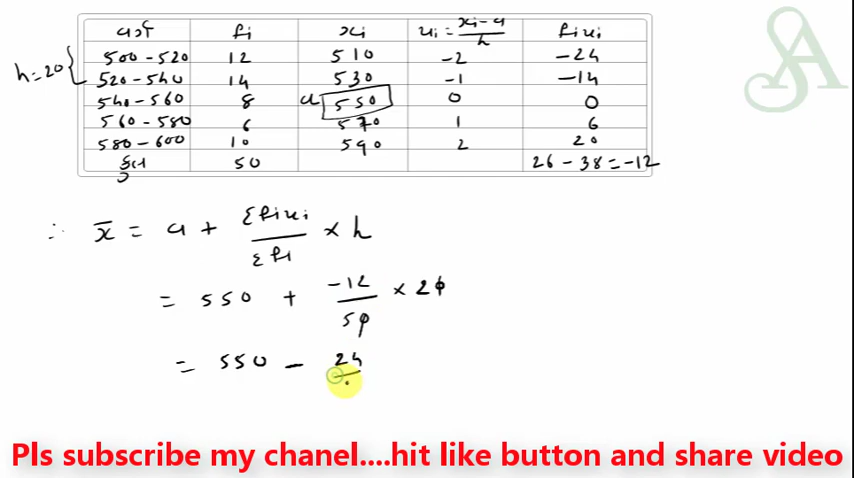 वर्ग fi xi ui = xi-a/h fiui
500-520 12 510 -2 -24
h=20 520-540 14 530 -1 -14
540-560 8 a 550 0 0
560-580 6 570 1 6
580-600 10 590 2 20
50 26-38=-12
∴ x̄ = a + Σfiui/Σfi × h
= 550 + -12/50 × 20
= 550 - 24/
Pls subscribe my chanel....hit like button and share video